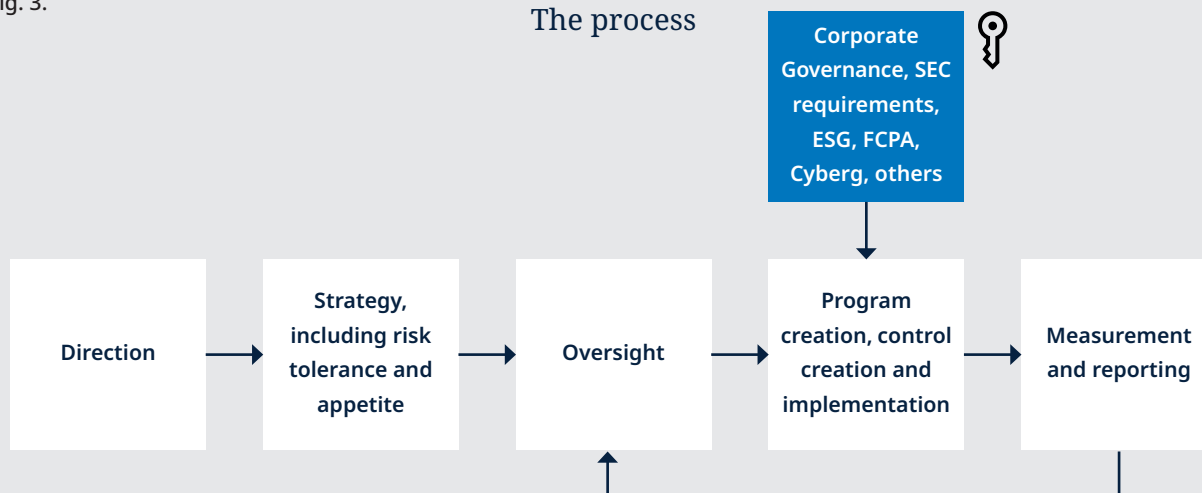 ig. 3.
The process
Corporate
Governance, SEC
requirements,
ESG, FCPA,
Cyberg, others
Direction
Strategy,
including risk
tolerance and
appetite
Oversight
Program
creation, control
creation and
implementation
Measurement
and reporting